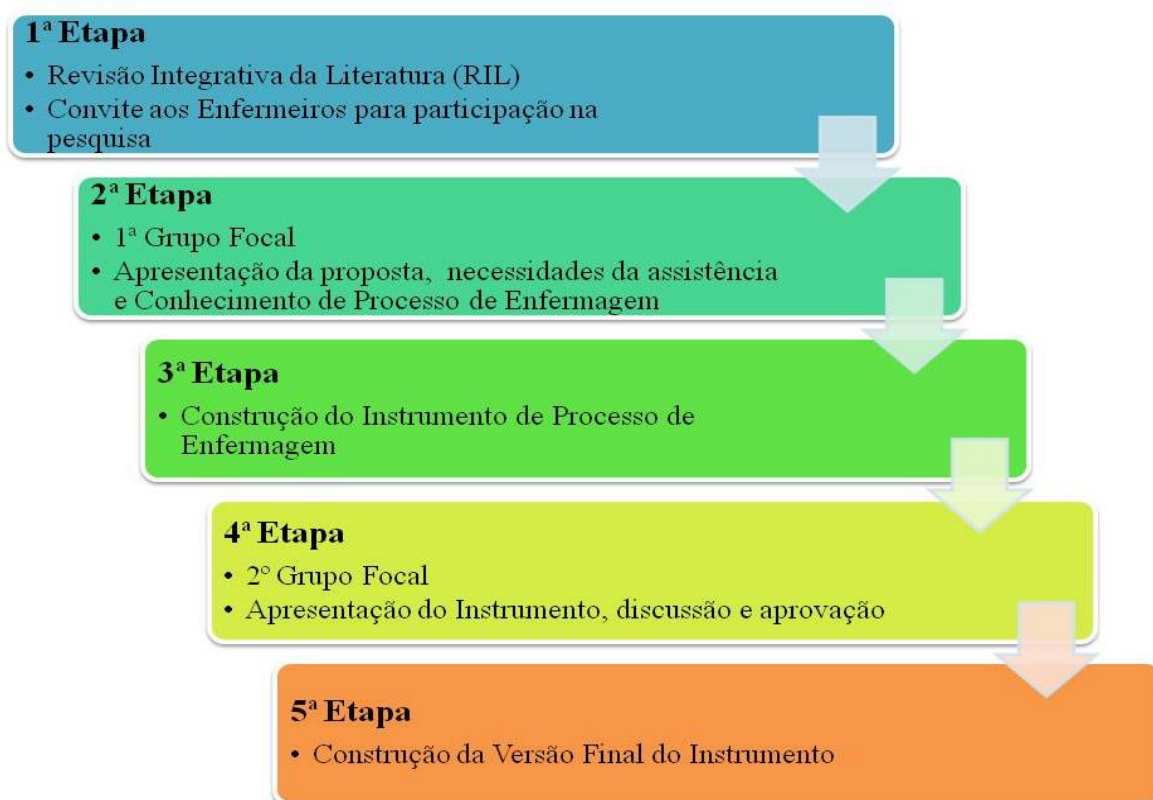 1ª Etapa
• Revisão Integrativa da Literatura (RIL)
• Convite aos Enfermeiros para participação na
pesquisa
2ª Etapa
• 1ª Grupo Focal
• Apresentação da proposta, necessidades da assistência
e Conhecimento de Processo de Enfermagem
3ª Etapa
• Construção do Instrumento de Processo de
Enfermagem
4ª Etapa
• 2º Grupo Focal
• Apresentação do Instrumento, discussão e aprovação
5ª Etapa
• Construção da Versão Final do Instrumento